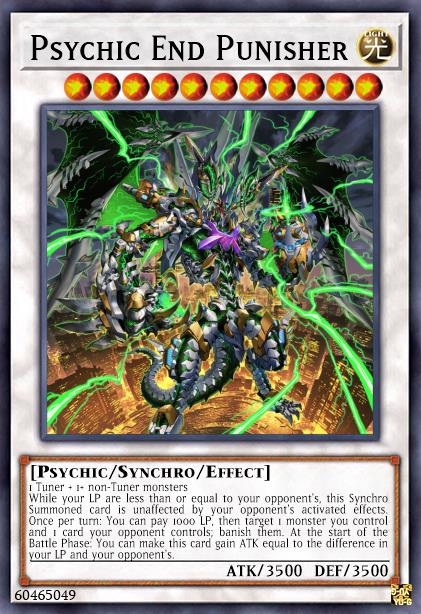 PSYCHIC END PUNISHER
LIGHT
光
[PSYCHIC/SYNCHRO/EFFECT]
1 Tuner + 1+ non-Tuner monsters
While your LP are less than or equal to your opponent's, this Synchro
Summoned card is unaffected by your opponent's activated effects.
Once per turn: You can pay 1000 LP, then target 1 monster you control
and 1 card your opponent controls; banish them. At the start of the
Battle Phase: You can make this card gain ATK equal to the difference in
your LP and your opponent's.
ATK/3500 DEF/3500
60465049